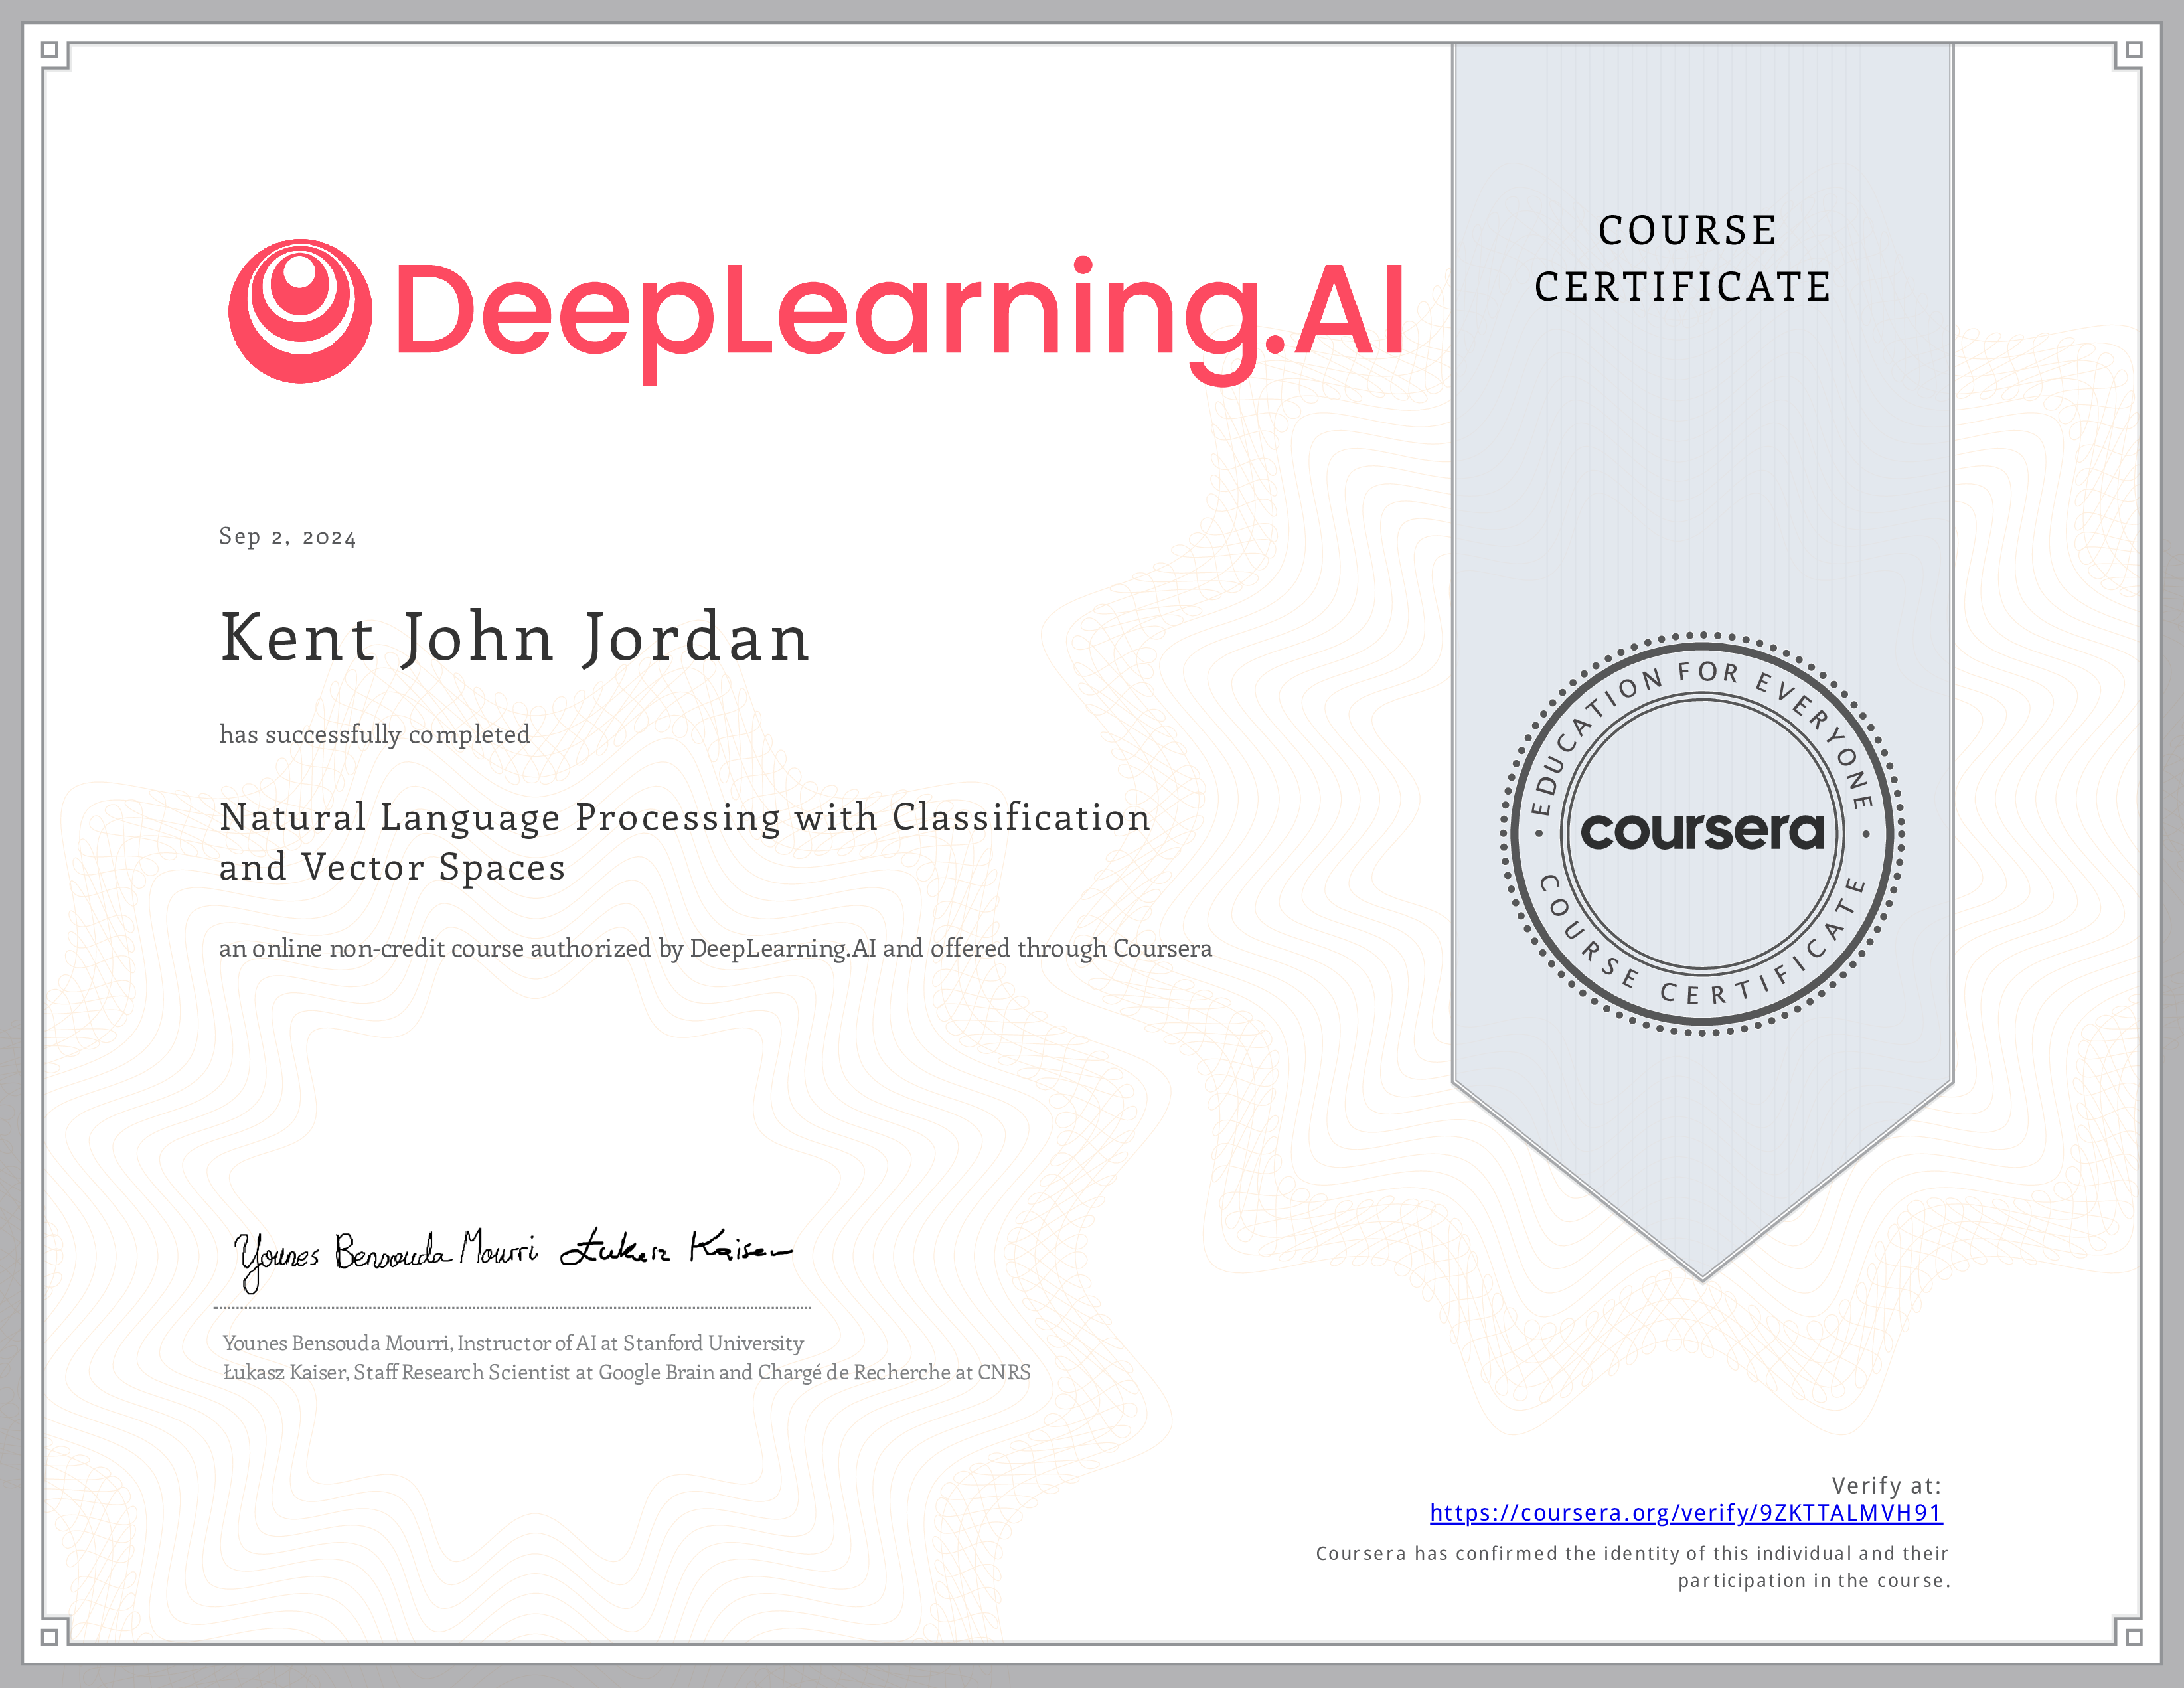 DeepLearning.AI
COURSE
CERTIFICATE
Sep 2, 2024
Kent John Jordan
has successfully completed
Natural Language Processing with Classification
and Vector Spaces
an online non-credit course authorized by DeepLearning.AI and offered through Coursera
EDUCATION FOR EVERYONE
coursera
COURSE CERTIFICATE
Younes Bensouda Mourri Łukasz Kaiser
Younes Bensouda Mourri, Instructor of AI at Stanford University
Łukasz Kaiser, Staff Research Scientist at Google Brain and Chargé de Recherche at CNRS
Verify at:
https://coursera.org/verify/9ZKTTALMVH91
Coursera has confirmed the identity of this individual and their
participation in the course.